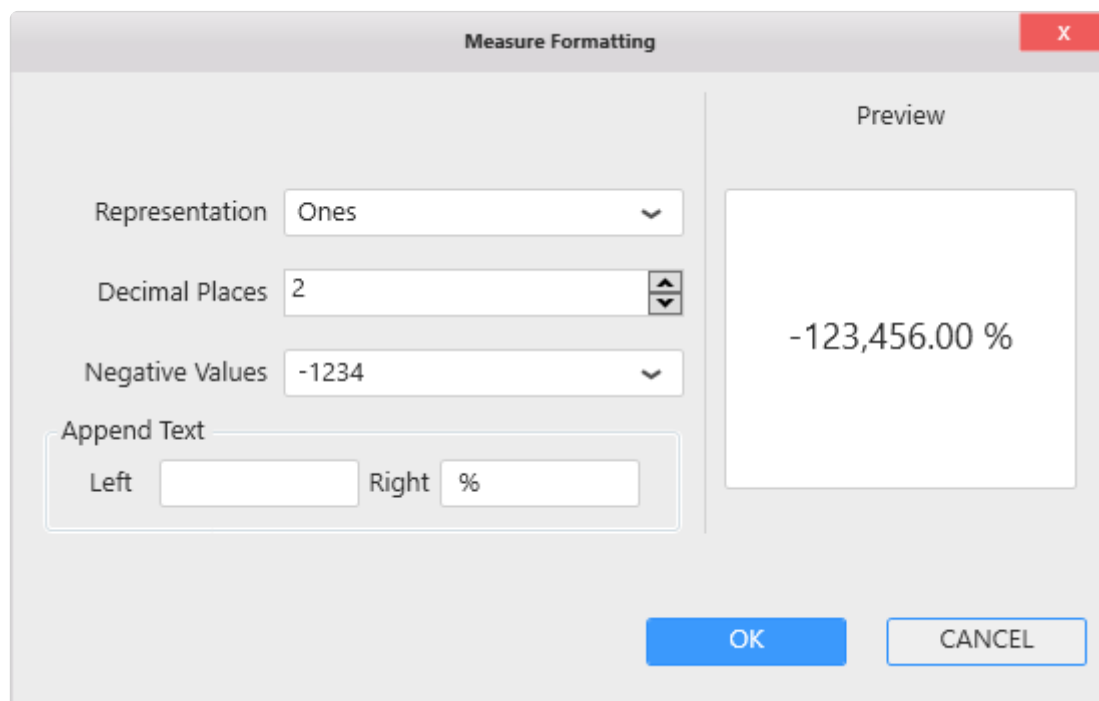 Measure Formatting
x
Preview
Representation Ones
Decimal Places 2
-123,456.00 %
Negative Values -1234
Append Text
Left Right %
OK CANCEL